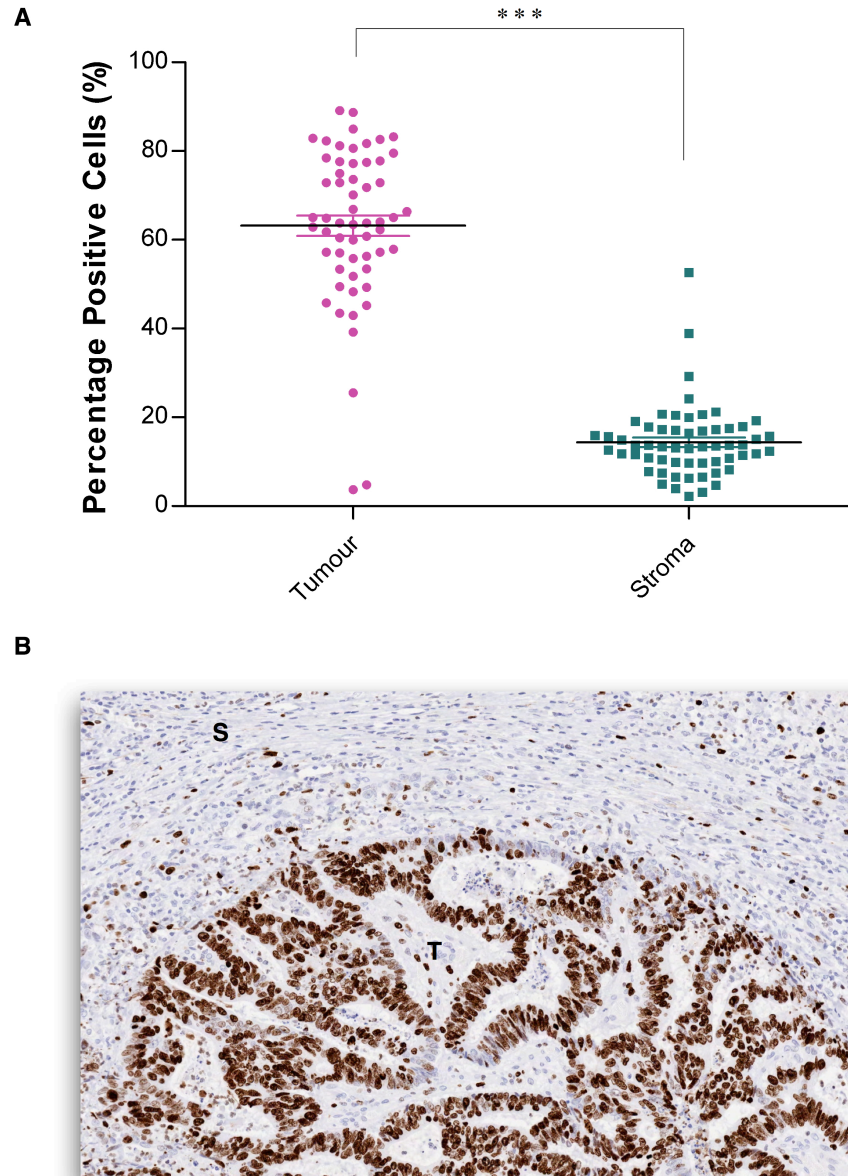 A
***
Percentage Positive Cells (%)
100
80
60
40
20
0
Tumour
Stroma
B
S
T